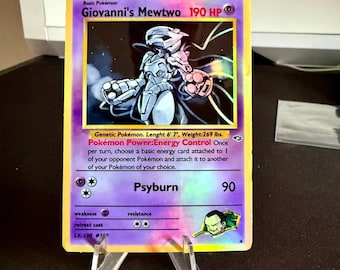 Basic Pokémon
Giovanni's Mewtwo 190 HP
Genetic Pokémon. Lenght 6' 7", Weight:269 lbs.
Pokémon Power:Energy Control Once
per turn, choose a basic energy card attached to 1
of your opponent Pokémon and attach it to another
of your Pokémon of your choice.
Psyburn 90
weakness resistance
retreat cost